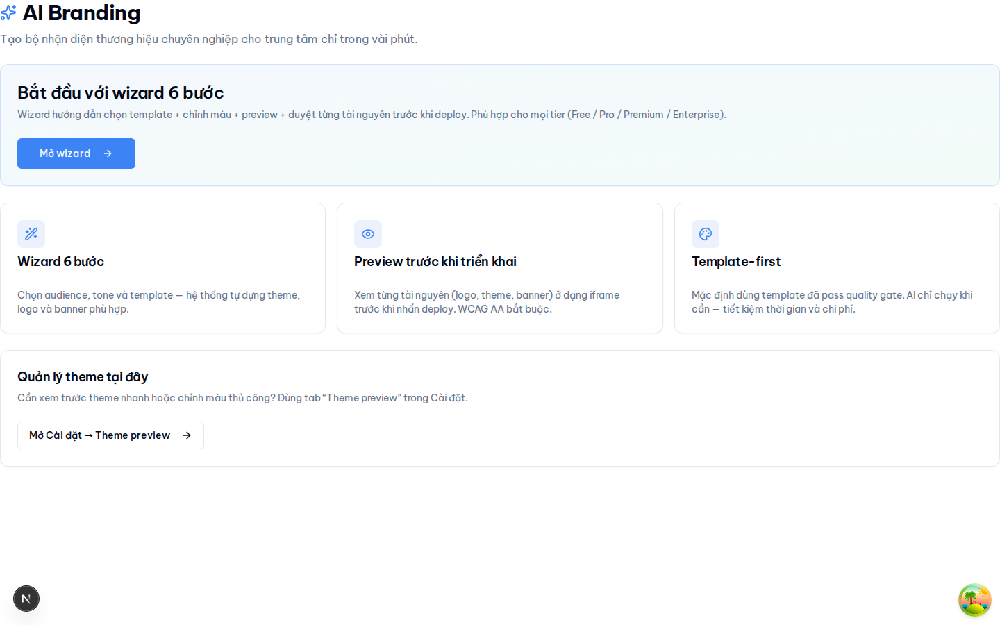 AI Branding
Tạo bộ nhận diện thương hiệu chuyên nghiệp cho trung tâm chỉ trong vài phút.
Bắt đầu với wizard 6 bước
Wizard hướng dẫn chọn template + chỉnh màu + preview + duyệt từng tài nguyên trước khi deploy. Phù hợp cho mọi tier (Free / Pro / Premium / Enterprise).
Mở wizard →
Wizard 6 bước
Chọn audience, tone và template — hệ thống tự dựng theme,
logo và banner phù hợp.
Preview trước khi triển khai
Xem từng tài nguyên (logo, theme, banner) ở dạng iframe
trước khi nhấn deploy. WCAG AA bắt buộc.
Template-first
Mặc định dùng template đã pass quality gate. AI chỉ chạy khi
cần — tiết kiệm thời gian và chi phí.
Quản lý theme tại đây
Cần xem trước theme nhanh hoặc chỉnh màu thủ công? Dùng tab “Theme preview” trong Cài đặt.
Mở Cài đặt → Theme preview →
N